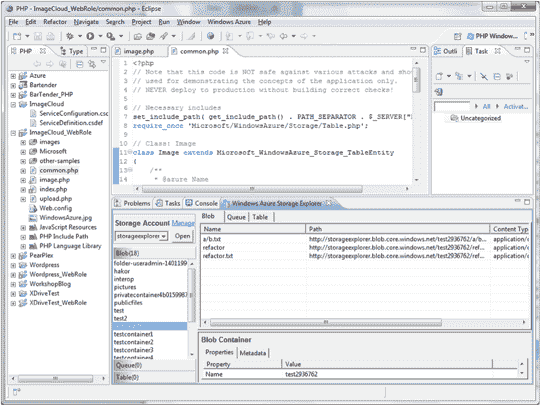 PHP - ImageCloud_WebRole/common.php - Eclipse
File Edit Refactor Navigate Search Project Run Window Windows Azure Help
PHP Window...
PHP
Type
Azure
Bartender
BarTender_PHP
ImageCloud
ServiceConfiguration.csc
ServiceDefinition.csdef
ImageCloud_WebRole
images
Microsoft
other-samples
common.php
image.php
index.php
upload.php
Web.config
WindowsAzure.jpg
JavaScript Resources
PHP Include Path
PHP Language Library
PearPlex
Wordpress
Wordpress_WebRole
WorkshopBlog
XDriveTest
XDriveTest_WebRole
image.php
common.php
1 <?php
2 // Note that this code is NOT safe against various attacks and sho
3 // used for demonstrating the concepts of the application only.
4 // NEVER deploy to production without building correct checks!
5
6 // Necessary includes
7 set_include_path( get_include_path() . PATH_SEPARATOR . $_SERVER["
8 require_once 'Microsoft/WindowsAzure/Storage/Table.php';
9
10 // Class: Image
11 class Image extends Microsoft_WindowsAzure_Storage_TableEntity
12 {
13 /**
14 * @azure Name
Outli
Task
All
Activat...
Uncategorized
Problems
Tasks
Console
Windows Azure Storage Explorer
Storage Account
Manage
storageexplorer
Open
Blob(18)
folder-useradmin-1401199
hakor
interop
pictures
privatecontainer4b0159987
publicfiles
test
test2
testcontainer1
testcontainer2
testcontainer3
testcontainer4
Queue(0)
Table(0)
Blob
Queue
Table
Name Path Content Typ
a/b.txt http://storageexplorer.blob.core.windows.net/test2936762/a/b... application/c
refactor http://storageexplorer.blob.core.windows.net/test2936762/ref... application/c
refactor.txt http://storageexplorer.blob.core.windows.net/test2936762/ref... application/c
Blob Container
Properties
Metadata
Property Value
Name test2936762